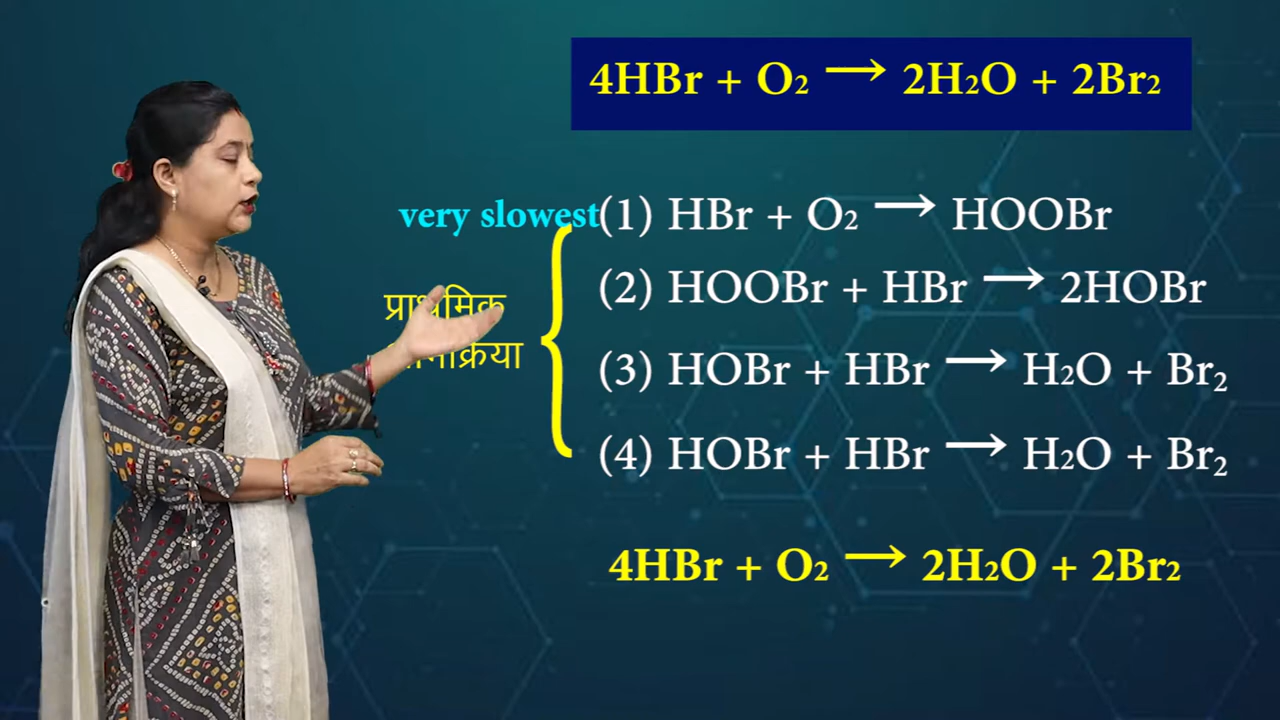 4HBr + O₂ → 2H₂O + 2Br₂
very slowest (1) HBr + O₂ → HOOBr
(2) HOOBr + HBr → 2HOBr
प्राथमिक
(3) HOBr + HBr → H₂O + Br₂
(4) HOBr + HBr → H₂O + Br₂
4HBr + O₂ → 2H₂O + 2Br₂